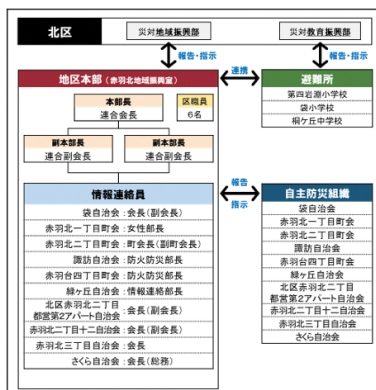 北区
災対地域振興部
災対教育振興部
報告・指示
報告・指示
地区本部（赤羽北地域振興室）
連携
避難所
本部長
連合会長
区職員
6名
第四岩淵小学校
袋小学校
桐ケ丘中学校
副本部長
連合副会長
副本部長
連合副会長
情報連絡員
袋自治会：会長（副会長）
赤羽北一丁目町会：女性部長
赤羽北二丁目町会：町会長（副町会長）
諏訪自治会：防火防災部長
赤羽台四丁目町会：防火防災部長
緑ヶ丘自治会：情報連絡部長
北区赤羽北二丁目
都営第2アパート自治会：会長（副会長）
赤羽北二丁目十二自治会：会長（副会長）
赤羽北三丁目自治会：会長
さくら自治会：会長（総務）
報告
指示
自主防災組織
袋自治会
赤羽北一丁目町会
赤羽北二丁目町会
諏訪自治会
赤羽台四丁目町会
緑ヶ丘自治会
北区赤羽北二丁目
都営第2アパート自治会
赤羽北二丁目十二自治会
赤羽北三丁目自治会
さくら自治会